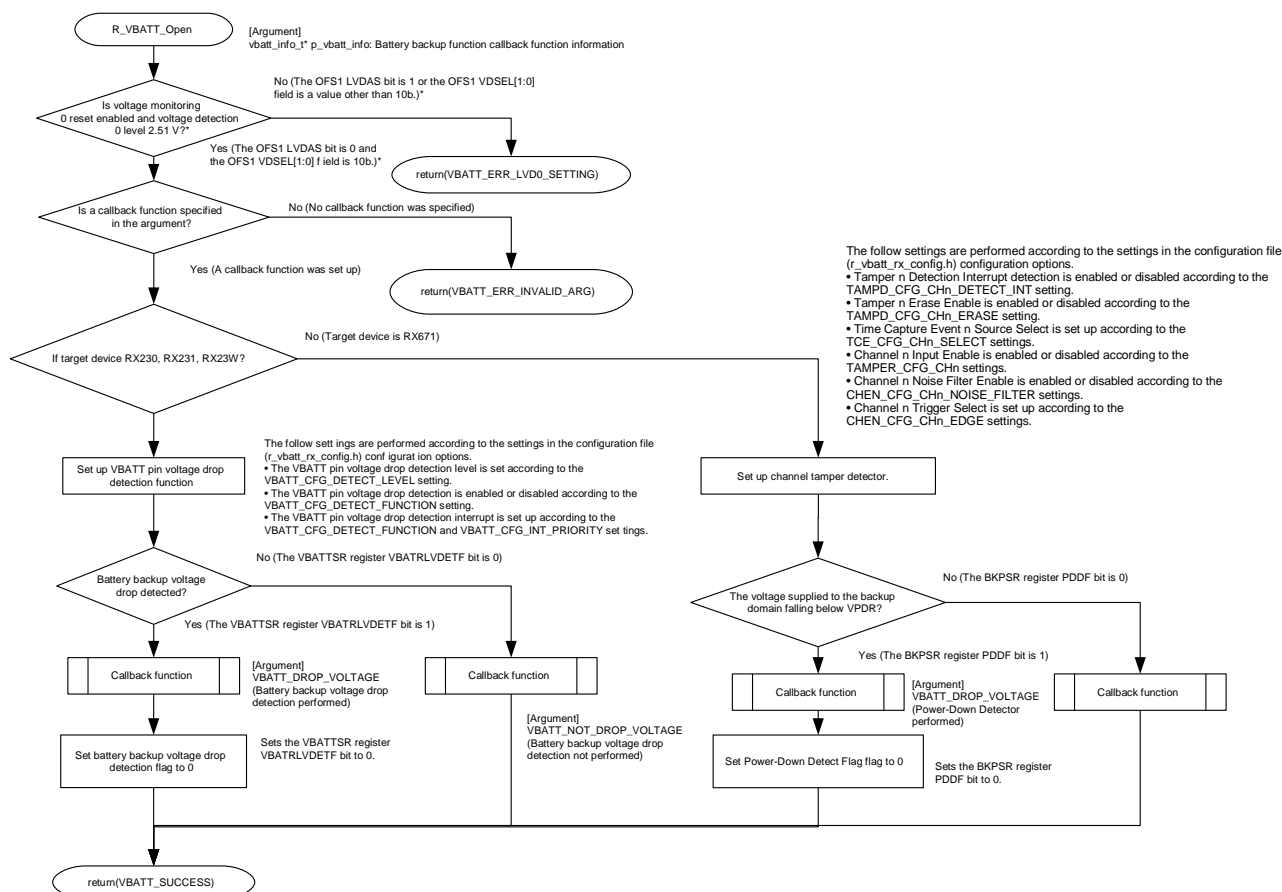 R_VBATT_Open
[Argument]
vbatt_info_t* p_vbatt_info: Battery backup function callback function information
No (The OFS1 LVDAS bit is 1 or the OFS1 VDSEL[1:0]
field is a value other than 10b.)*
Is voltage monitoring
0 reset enabled and voltage detection
0 level 2.51 V?*
Yes (The OFS1 LVDAS bit is 0 and
the OFS1 VDSEL[1:0] f ield is 10b.)*
return(VBATT_ERR_LVD0_SETTING)
Is a callback function specified
in the argument?
No (No callback function was specified)
Yes (A callback function was set up)
return(VBATT_ERR_INVALID_ARG)
The follow settings are performed according to the settings in the configuration file
(r_vbatt_rx_config.h) configuration options.
• Tamper n Detection Interrupt detection is enabled or disabled according to the
TAMPD_CFG_CHn_DETECT_INT setting.
• Tamper n Erase Enable is enabled or disabled according to the
TAMPD_CFG_CHn_ERASE setting.
• Time Capture Event n Source Select is set up according to the
TCE_CFG_CHn_SELECT settings.
• Channel n Input Enable is enabled or disabled according to the
TAMPER_CFG_CHn settings.
• Channel n Noise Filter Enable is enabled or disabled according to the
CHEN_CFG_CHn_NOISE_FILTER settings.
• Channel n Trigger Select is set up according to the
CHEN_CFG_CHn_EDGE settings.
No (Target device is RX671)
If target device RX230, RX231, RX23W?
The follow sett ings are performed according to the settings in the configuration file
(r_vbatt_rx_config.h) conf igurat ion options.
• The VBATT pin voltage drop detection level is set according to the
VBATT_CFG_DETECT_LEVEL setting.
• The VBATT pin voltage drop detection is enabled or disabled according to the
VBATT_CFG_DETECT_FUNCTION setting.
• The VBATT pin voltage drop detection interrupt is set up according to the
VBATT_CFG_DETECT_FUNCTION and VBATT_CFG_INT_PRIORITY set tings.
Set up VBATT pin voltage drop
detection function
Set up channel tamper detector.
No (The VBATTSR register VBATRLVDETF bit is 0)
Battery backup voltage
drop detected?
Yes (The VBATTSR register VBATRLVDETF bit is 1)
No (The BKPSR register PDDF bit is 0)
The voltage supplied to the backup
domain falling below VPDR?
Yes (The BKPSR register PDDF bit is 1)
Callback function
[Argument]
VBATT_DROP_VOLTAGE
(Battery backup voltage drop
detection performed)
Callback function
[Argument]
VBATT_NOT_DROP_VOLTAGE
(Battery backup voltage drop
detection not performed)
Callback function
[Argument]
VBATT_DROP_VOLTAGE
(Power-Down Detector
performed)
Callback function
Set battery backup voltage drop
detection flag to 0
Sets the VBATTSR register
VBATRLVDETF bit to 0.
Set Power-Down Detect Flag flag to 0
Sets the BKPSR register
PDDF bit to 0.
return(VBATT_SUCCESS)